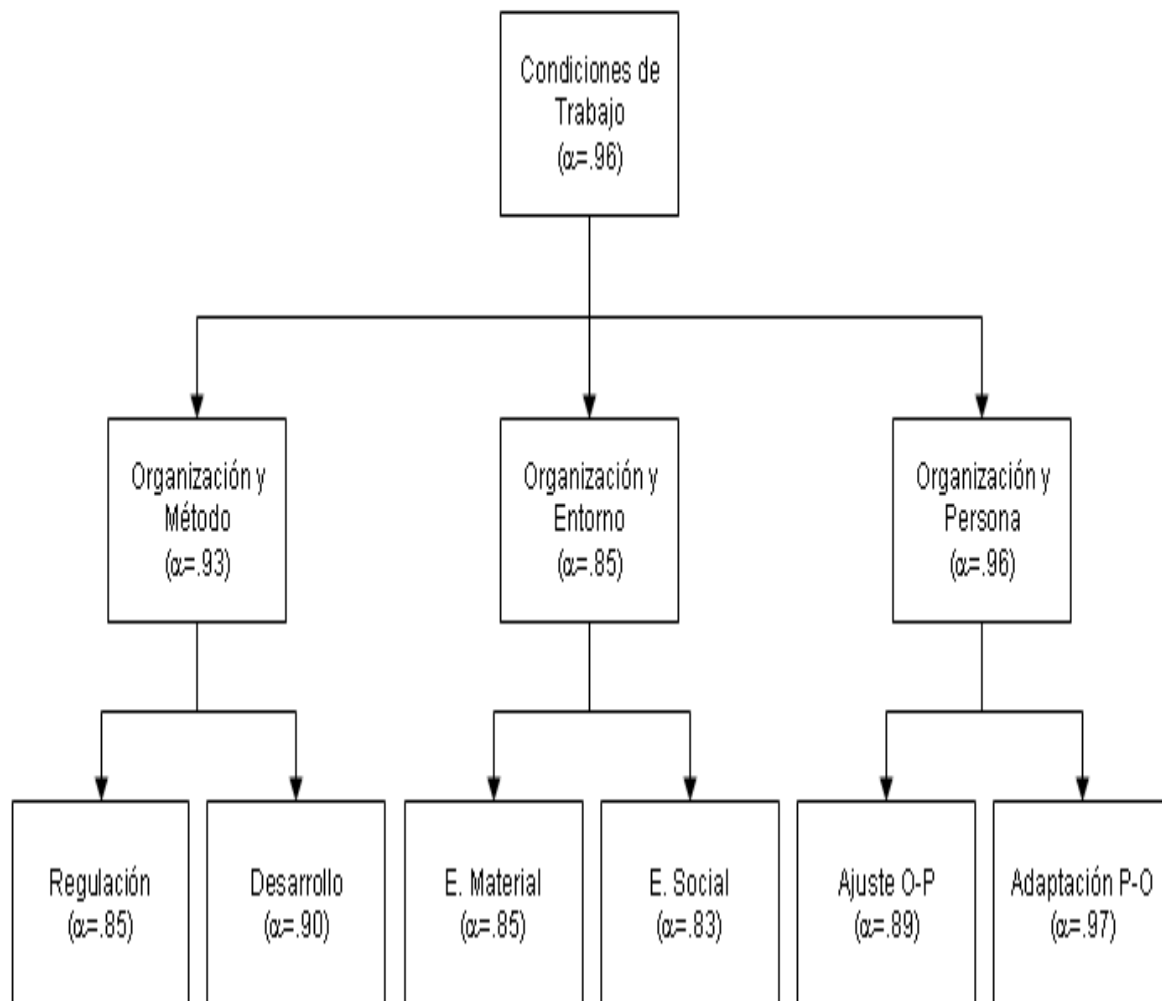 Condiciones de
Trabajo
(α=.96)
Organización y
Método
(α=.93)
Organización y
Entorno
(α=.85)
Organización y
Persona
(α=.96)
Regulación
(α=.85)
Desarrollo
(α=.90)
E. Material
(α=.85)
E. Social
(α=.83)
Ajuste O-P
(α=.89)
Adaptación P-O
(α=.97)